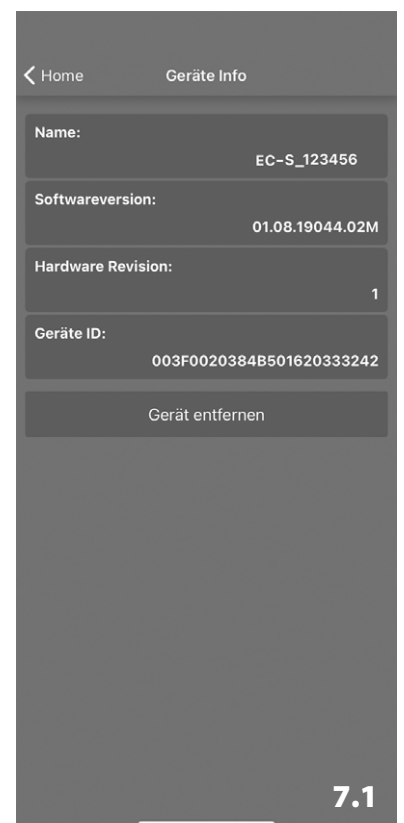 Home Geräte Info
Name:
EC-S_123456
Softwareversion:
01.08.19044.02M
Hardware Revision:
1
Geräte ID:
003F0020384B501620333242
Gerät entfernen
7.1